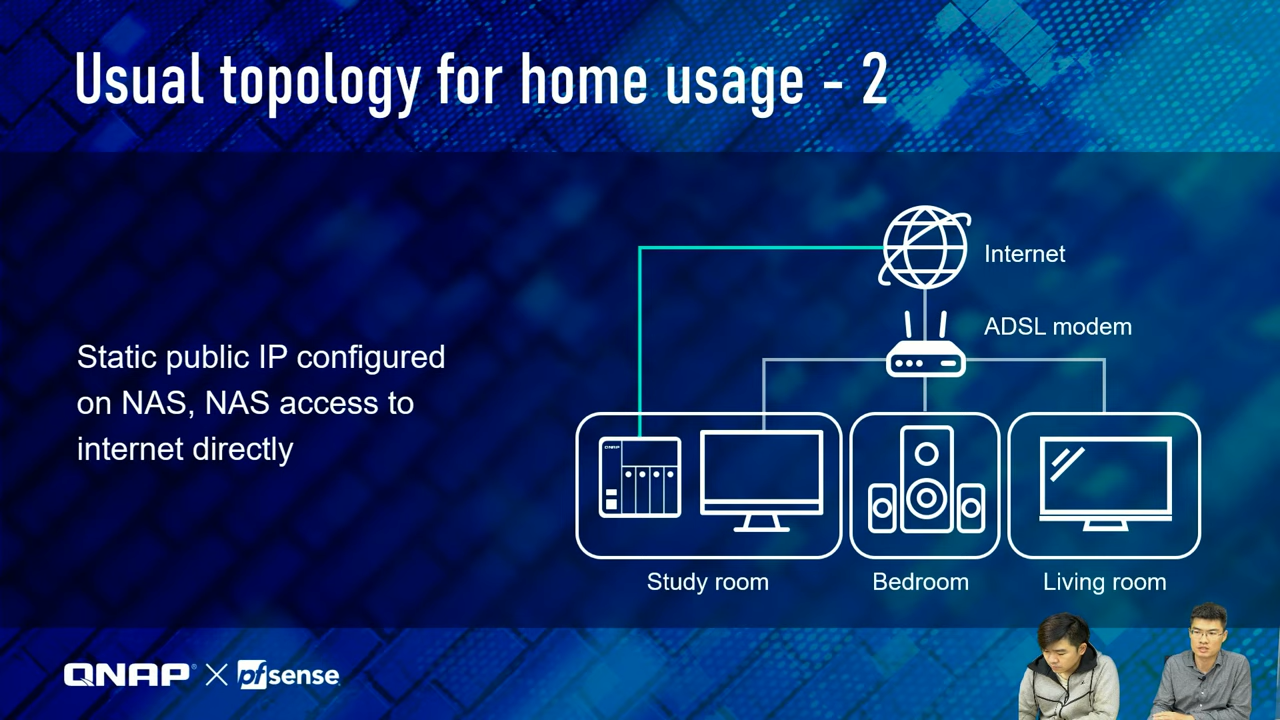 Usual topology for home usage - 2
Internet
ADSL modem
Static public IP configured
on NAS, NAS access to
internet directly
QNAP
Study room
Bedroom
Living room
QNAP × pfsense